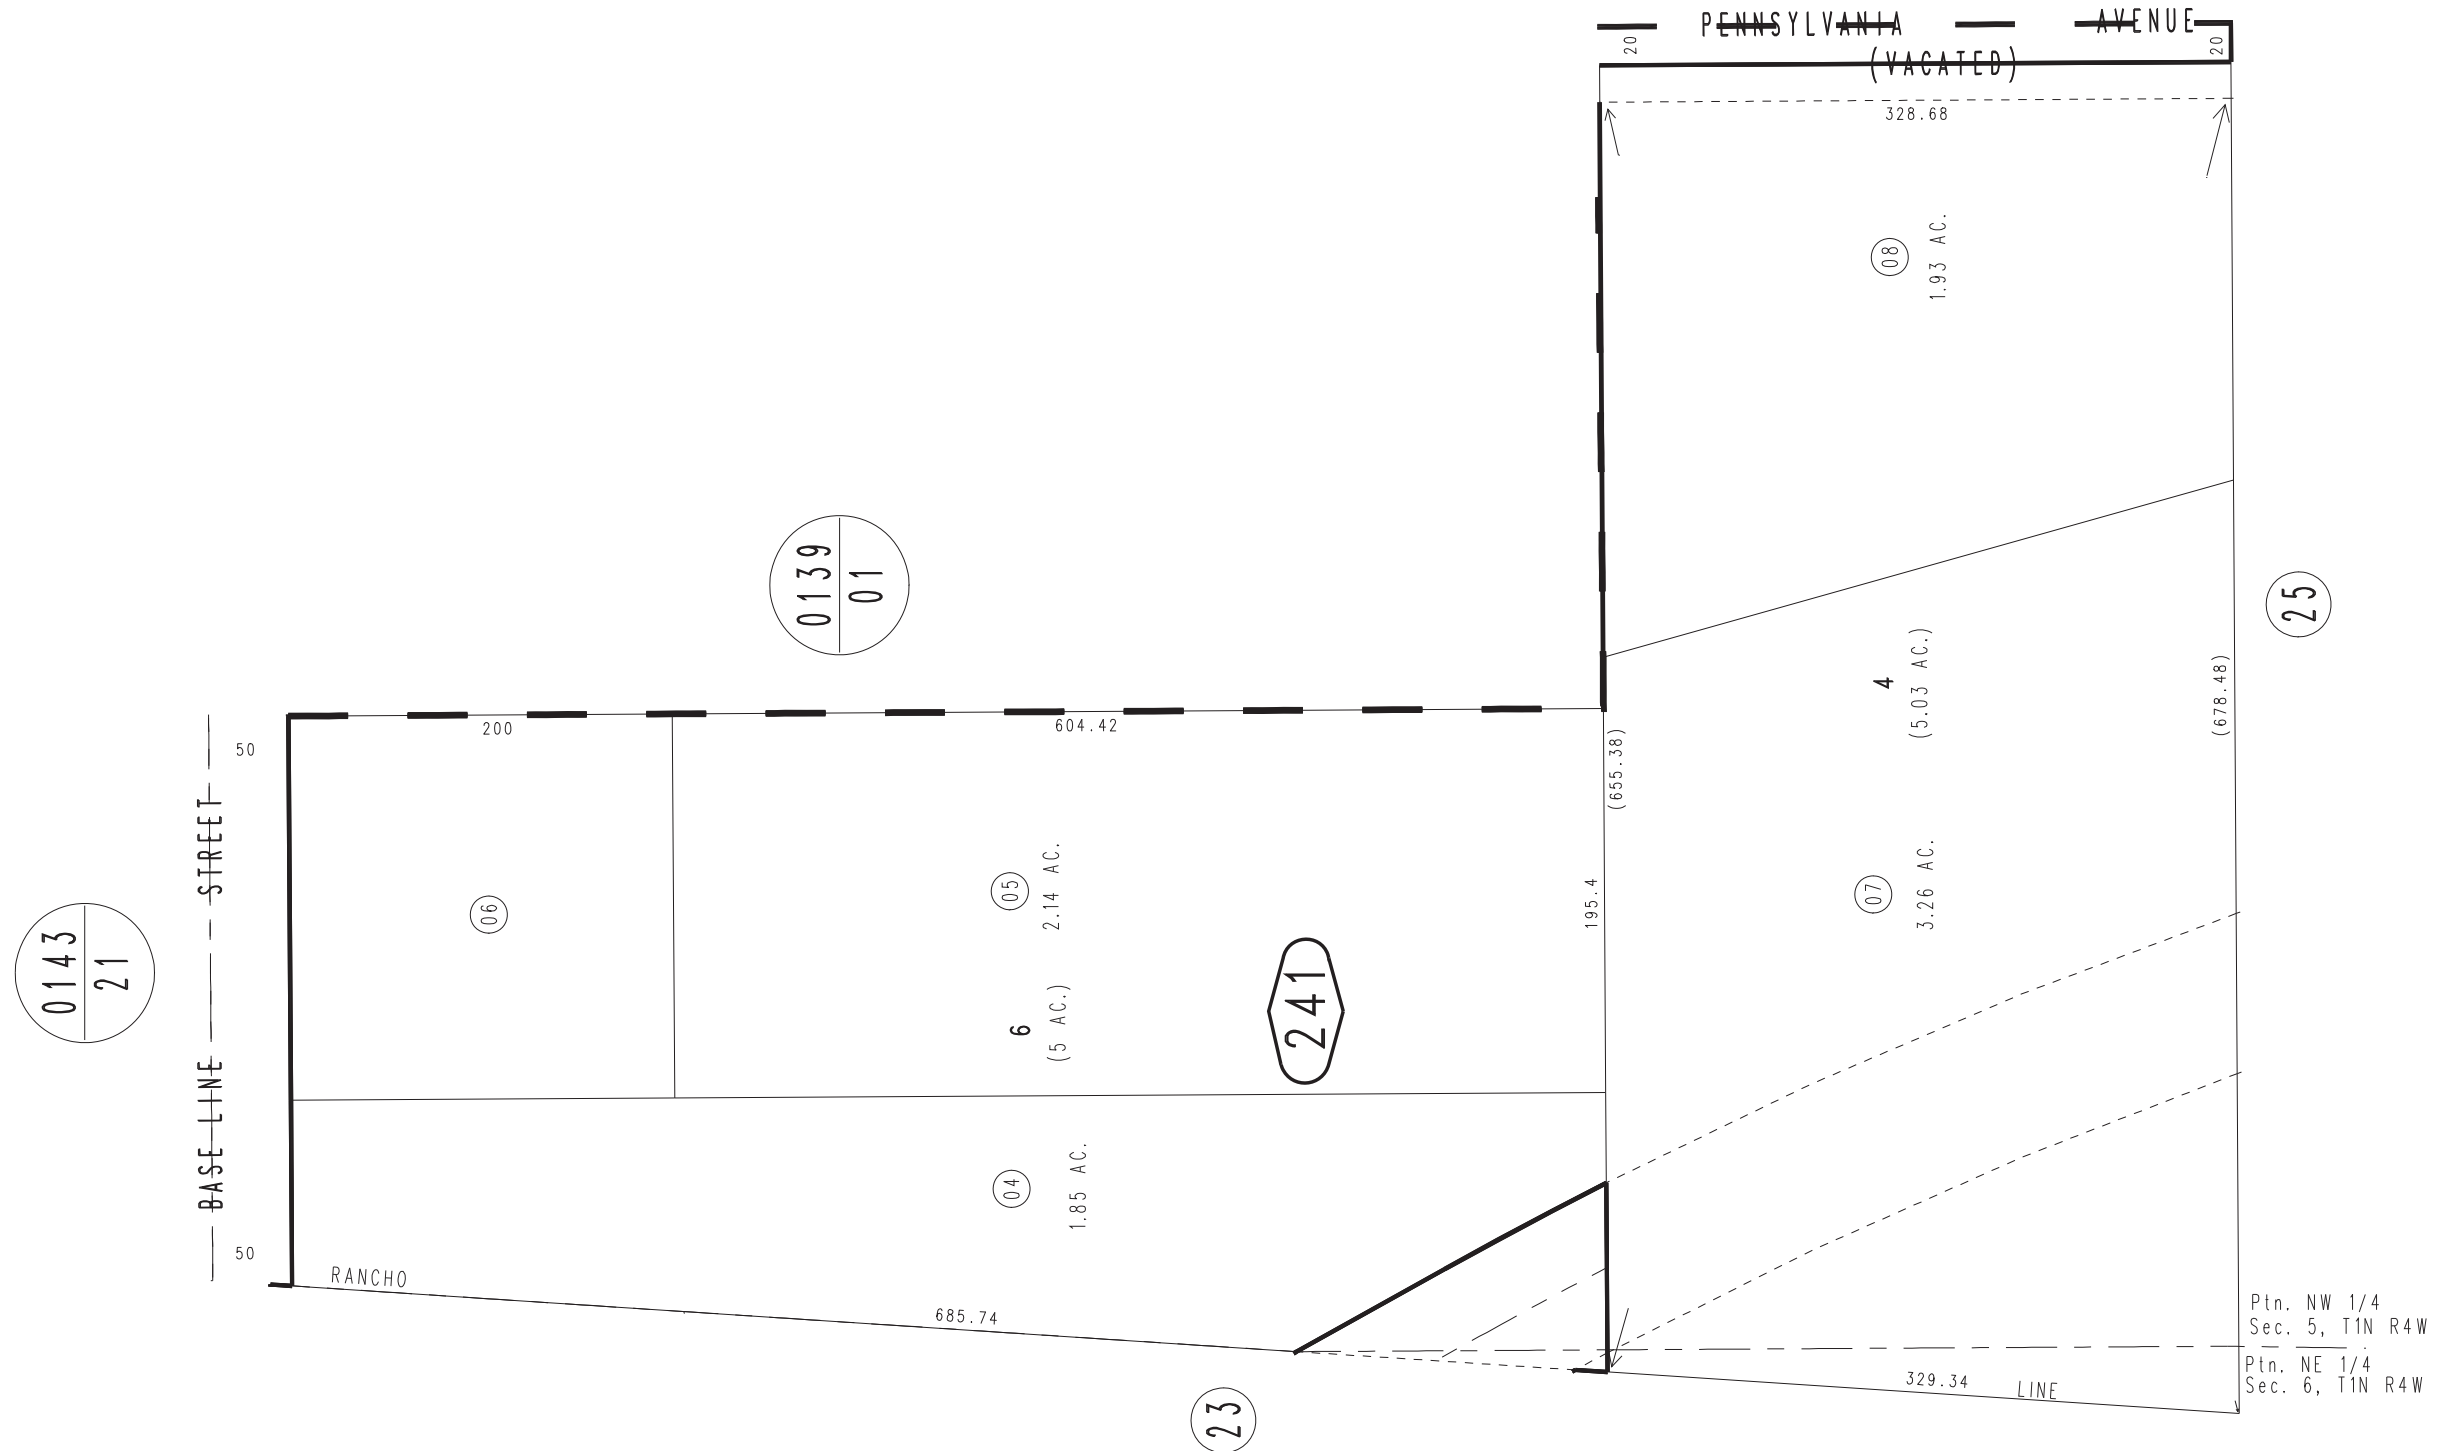 PENNSYLVANIA AVENUE
20
20
(VACATED)
328.68
08
1.93 AC.
0139
01
25
4
(5.03 AC.)
(678.48)
200
604.42
50
(655.38)
BASE LINE STREET
06
05
2.14 AC.
195.4
07
3.26 AC.
0143
21
6
(5 AC.)
241
04
1.85 AC.
50
RANCHO
685.74
Ptn. NW 1/4
Sec. 5, T1N R4W
Ptn. NE 1/4
Sec. 6, T1N R4W
329.34
LINE
23